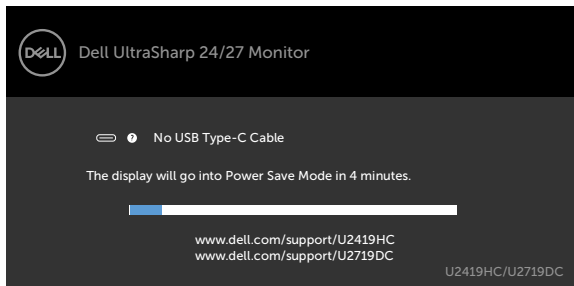 DELL
Dell UltraSharp 24/27 Monitor
? No USB Type-C Cable
The display will go into Power Save Mode in 4 minutes.
www.dell.com/support/U2419HC
www.dell.com/support/U2719DC
U2419HC/U2719DC